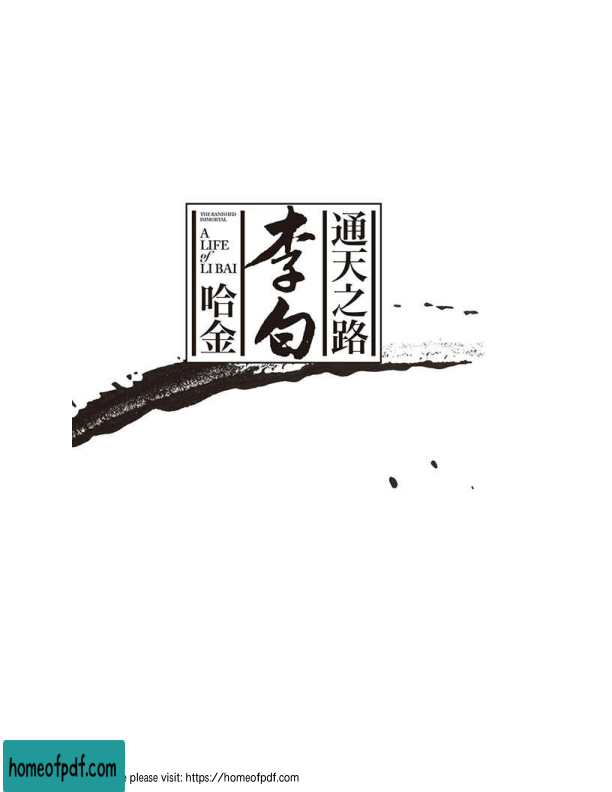 通天之路
李白
THE BANISHED
IMMORTAL
A
LIFE
of
LI BAI
哈金
homeofpdf.com
e please visit: https://homeofpdf.com